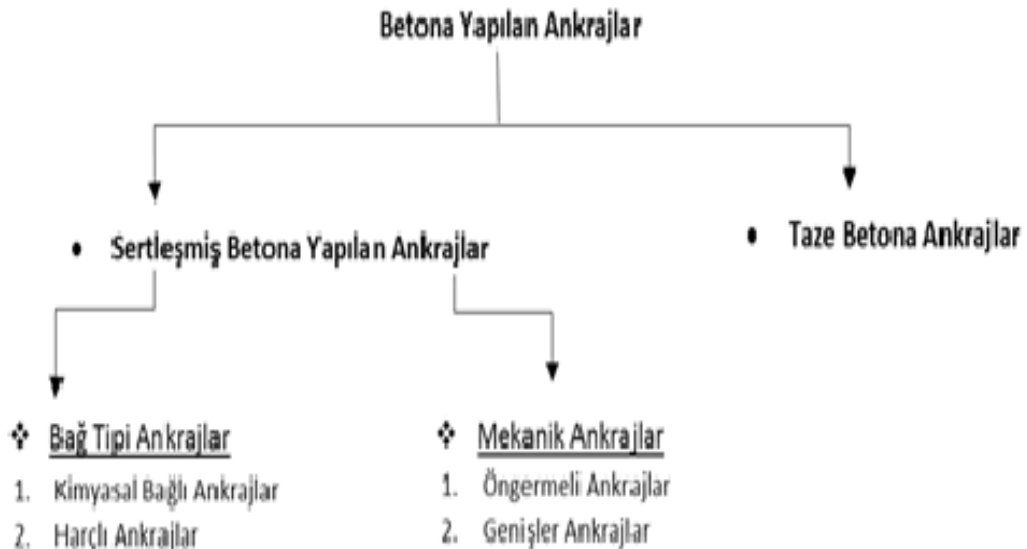 Betona Yapılan Ankrajlar
• Sertleşmiş Betona Yapılan Ankrajlar
• Taze Betona Ankrajlar
❖ Bağ Tipi Ankrajlar
1. Kimyasal Bağlı Ankrajlar
2. Harçlı Ankrajlar
❖ Mekanik Ankrajlar
1. Öngermeli Ankrajlar
2. Genişler Ankrajlar